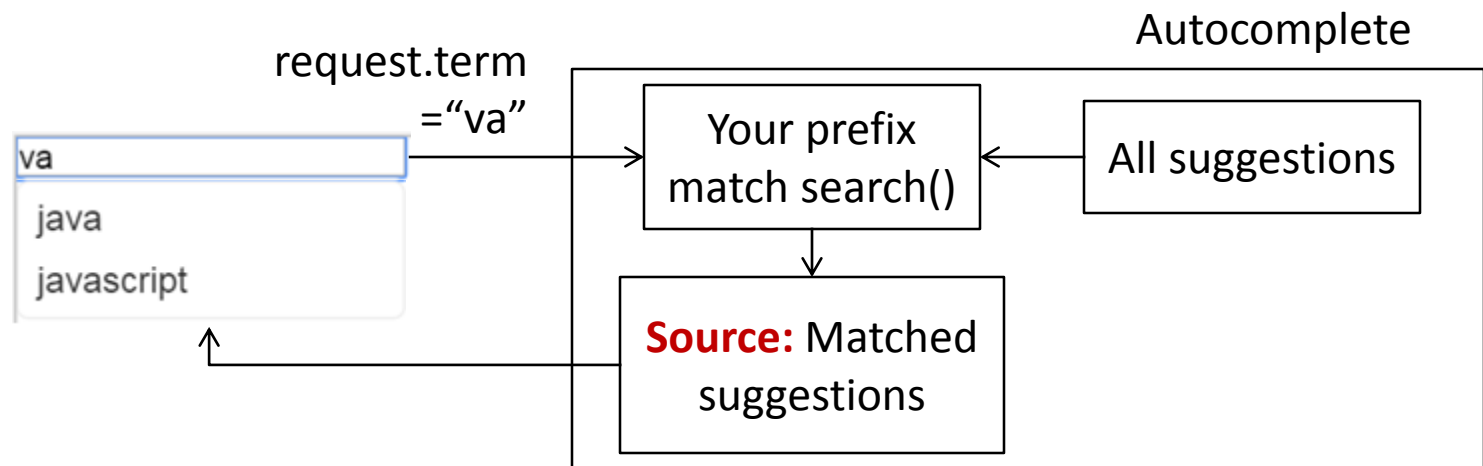 Autocomplete
request.term
=“va”
va
java
javascript
Your prefix
match search()
All suggestions
Source: Matched
suggestions